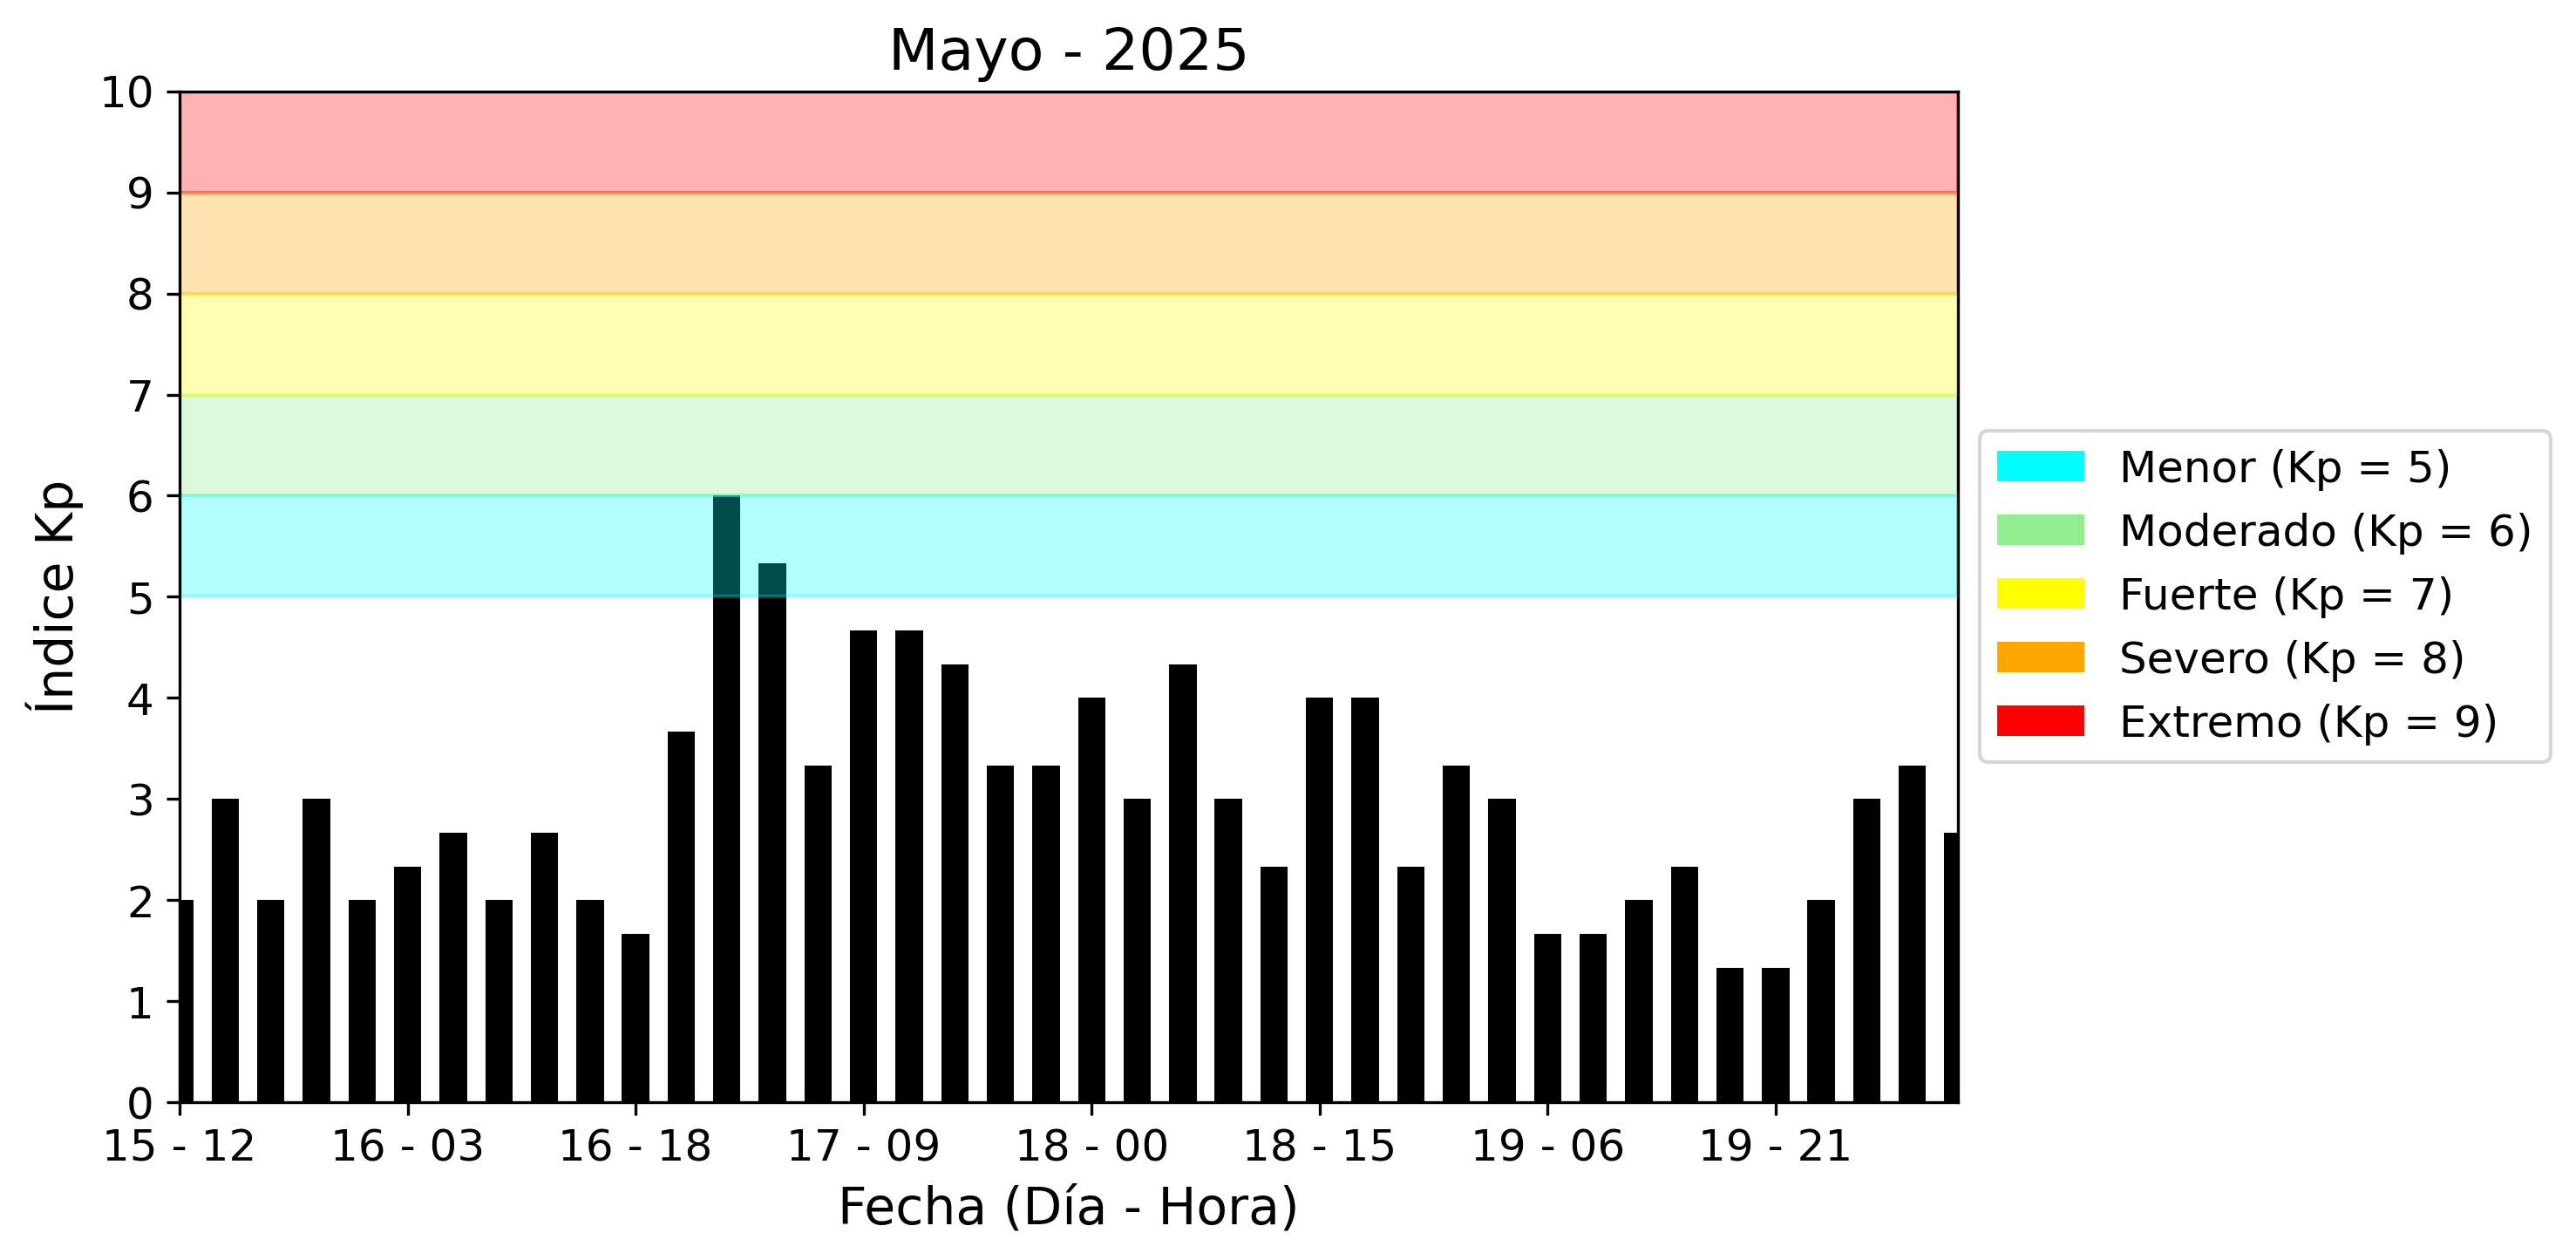 Mayo - 2025
10
9
8
7
6
5
4
3
2
1
0
Índice Kp
15 - 12 16 - 03 16 - 18 17 - 09 18 - 00 18 - 15 19 - 06 19 - 21
Fecha (Día - Hora)
Menor (Kp = 5)
Moderado (Kp = 6)
Fuerte (Kp = 7)
Severo (Kp = 8)
Extremo (Kp = 9)